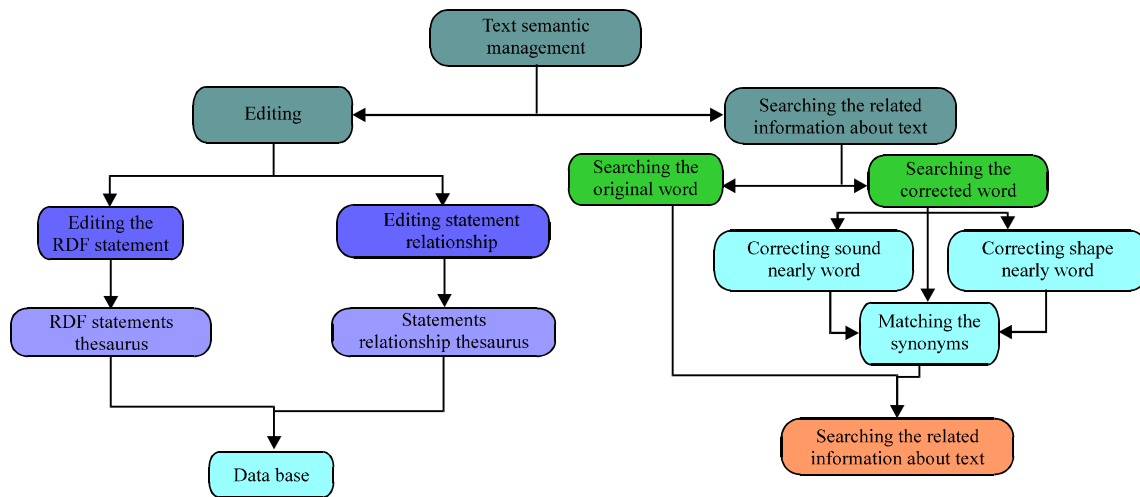 Text semantic
management
Editing
Searching the related
information about text
Searching the
original word
Searching the
corrected word
Editing the
RDF statement
Editing statement
relationship
Correcting sound
nearly word
Correcting shape
nearly word
RDF statements
thesaurus
Statements
relationship thesaurus
Matching the
synonyms
Searching the related
information about text
Data base